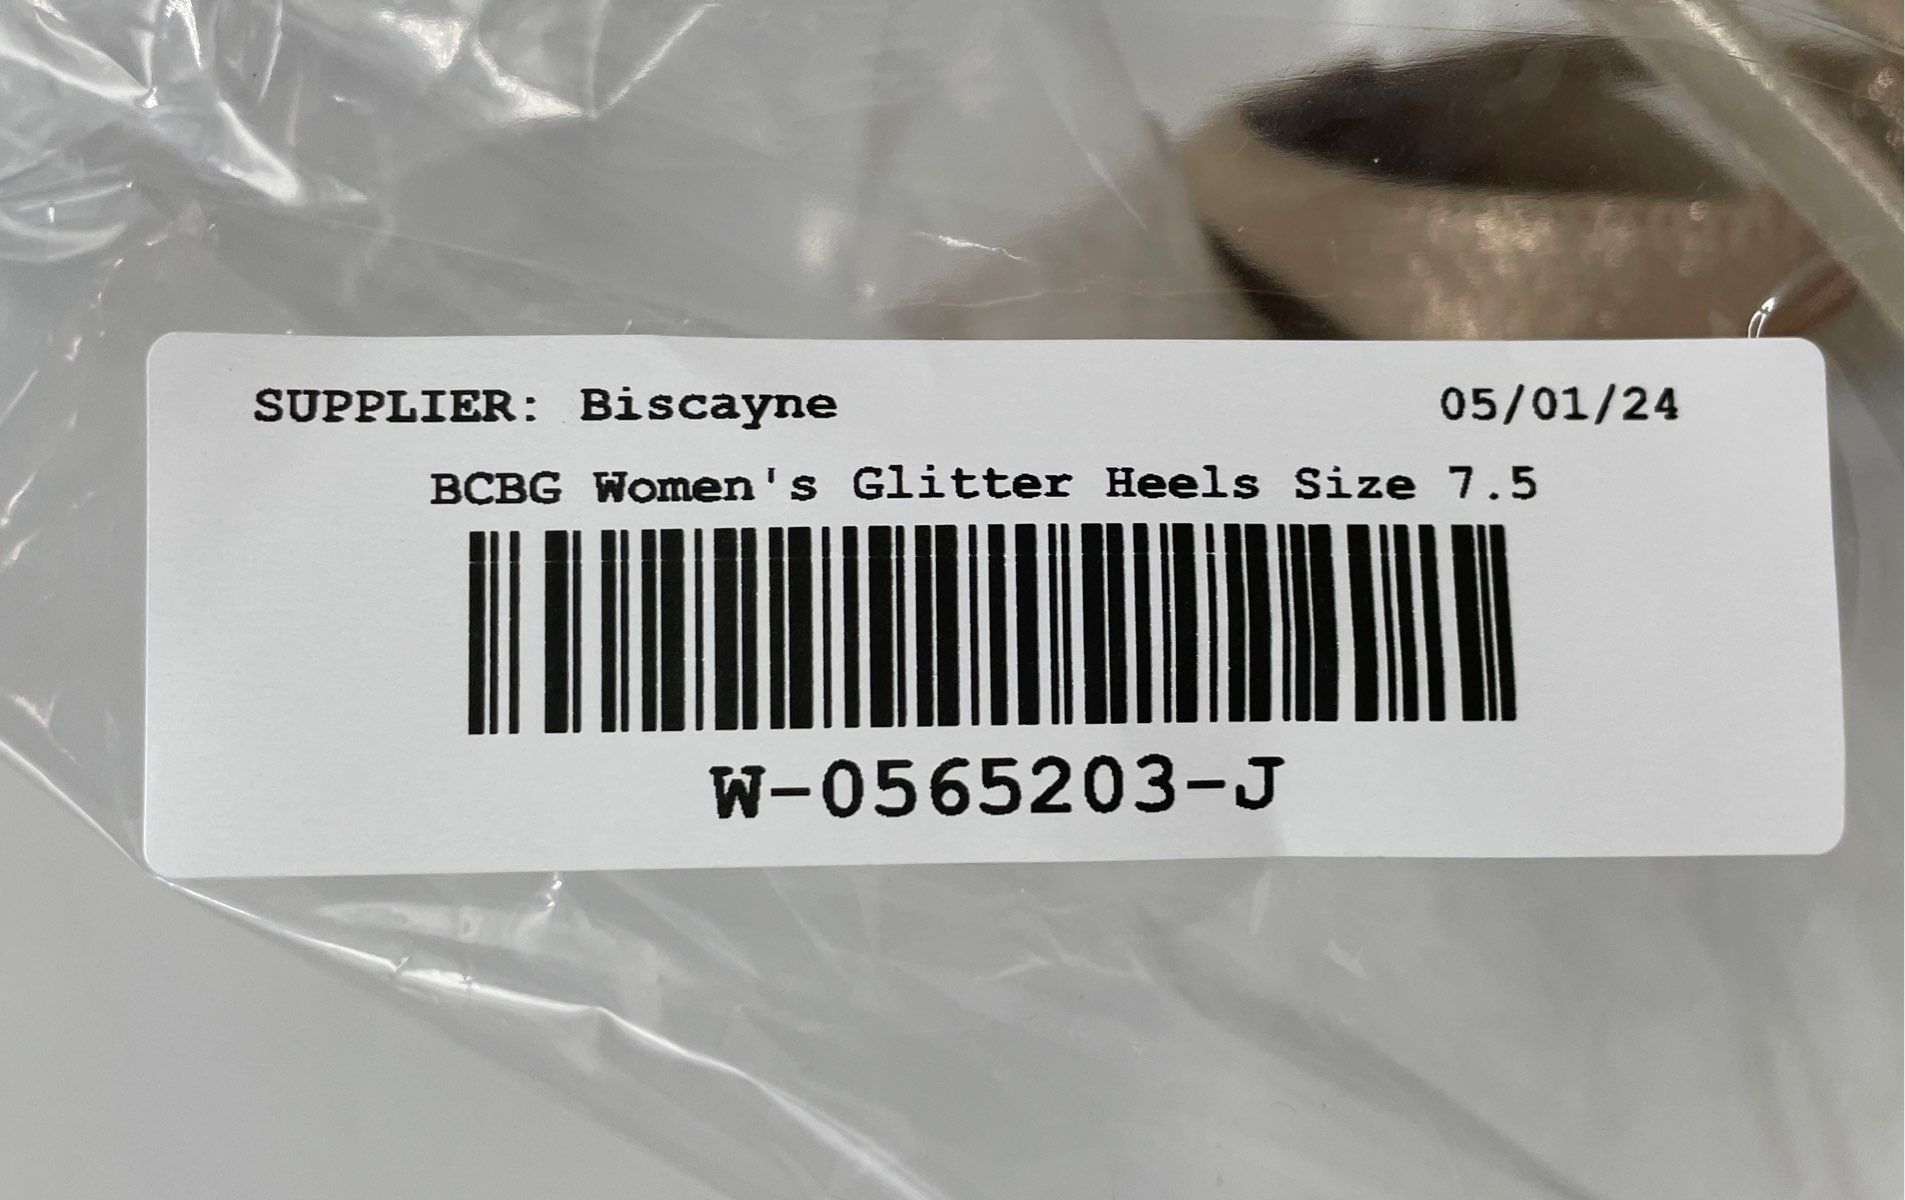 SUPPLIER: Biscayne 05/01/24
BCBG Women's Glitter Heels Size 7.5
W-0565203-J